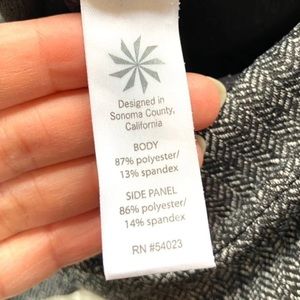 Designed in
Sonoma County,
California
BODY
87% polyester/
13% spandex
SIDE PANEL
86% polyester/
14% spandex
RN #54023